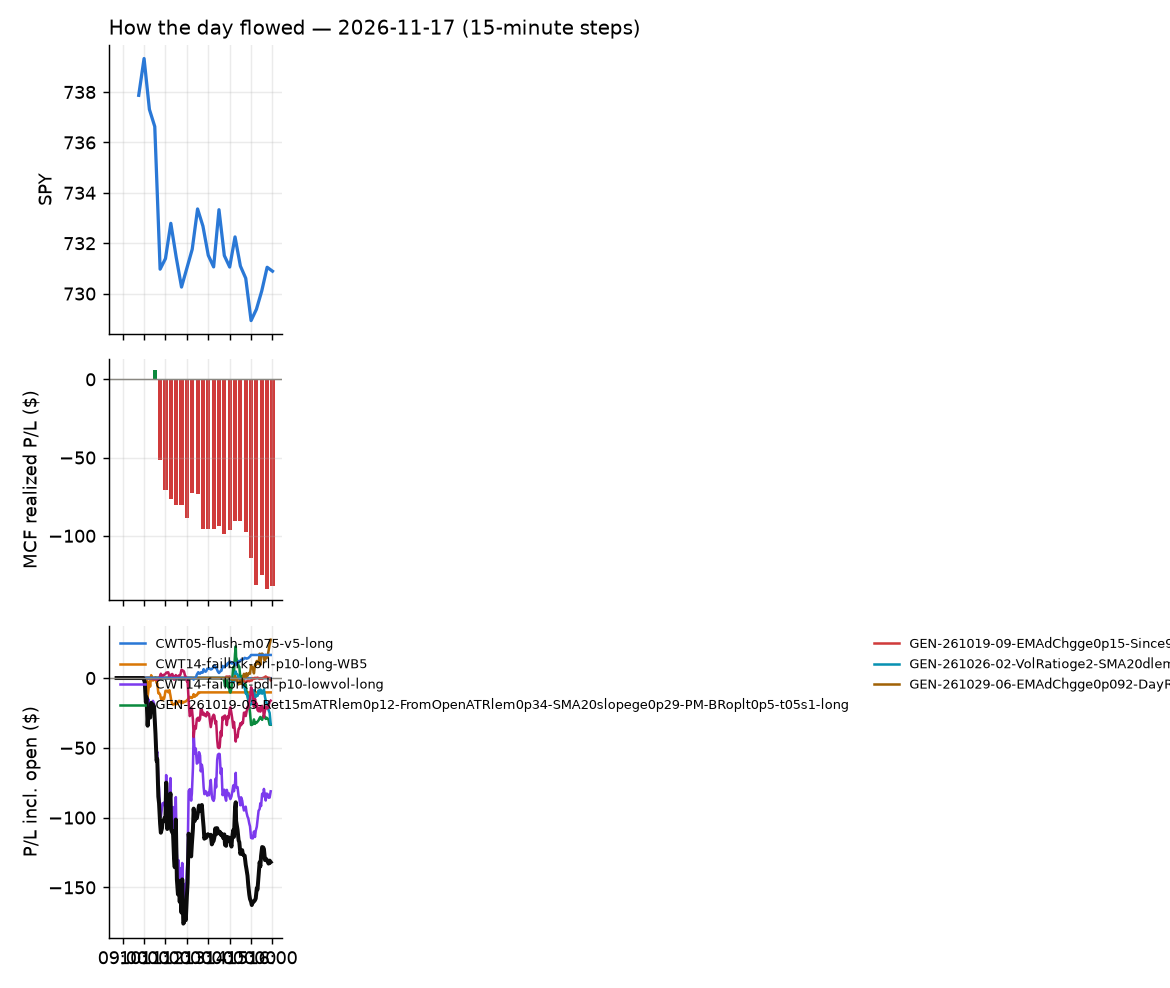 How the day flowed — 2026-11-17 (15-minute steps)
SPY
738
736
734
732
730
MCF realized P/L ($)
0
−50
−100
P/L incl. open ($)
0
−50
−100
−150
CWT05-flush-m075-v5-long
CWT14-failbrk-orl-p10-long-WB5
CWT14-failbrk-pdl-p10-lowvol-long
GEN-261019-03-Ret15mATRlem0p12-FromOpenATRlem0p34-SMA20slopege0p29-PM-BRoplt0p5-t05s1-long
GEN-261019-09-EMAdChgge0p15-Since9
GEN-261026-02-VolRatioge2-SMA20dlem
GEN-261029-06-EMAdChgge0p092-DayR